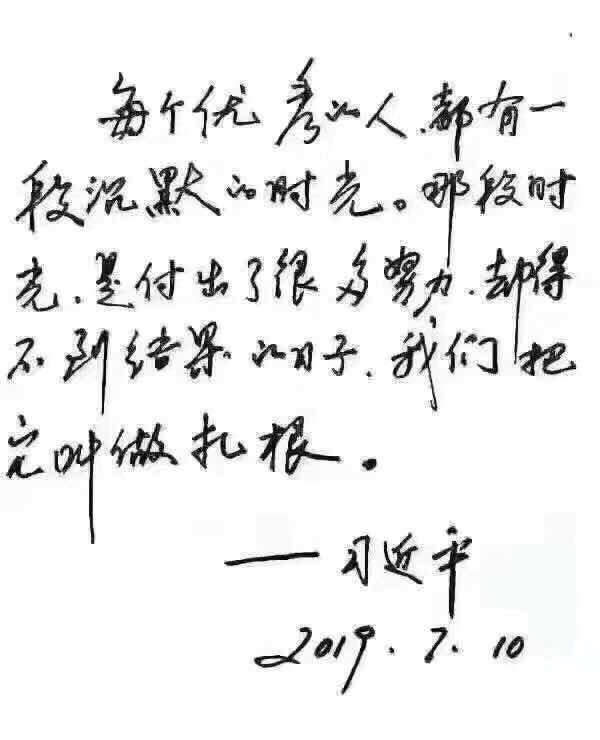 每个优秀的人.都有一
段沉默的时光。那段时
光.是付出了很多努力.却得
不到结果的日子.我们把
它叫做扎根。
——习近平
2019.7.10